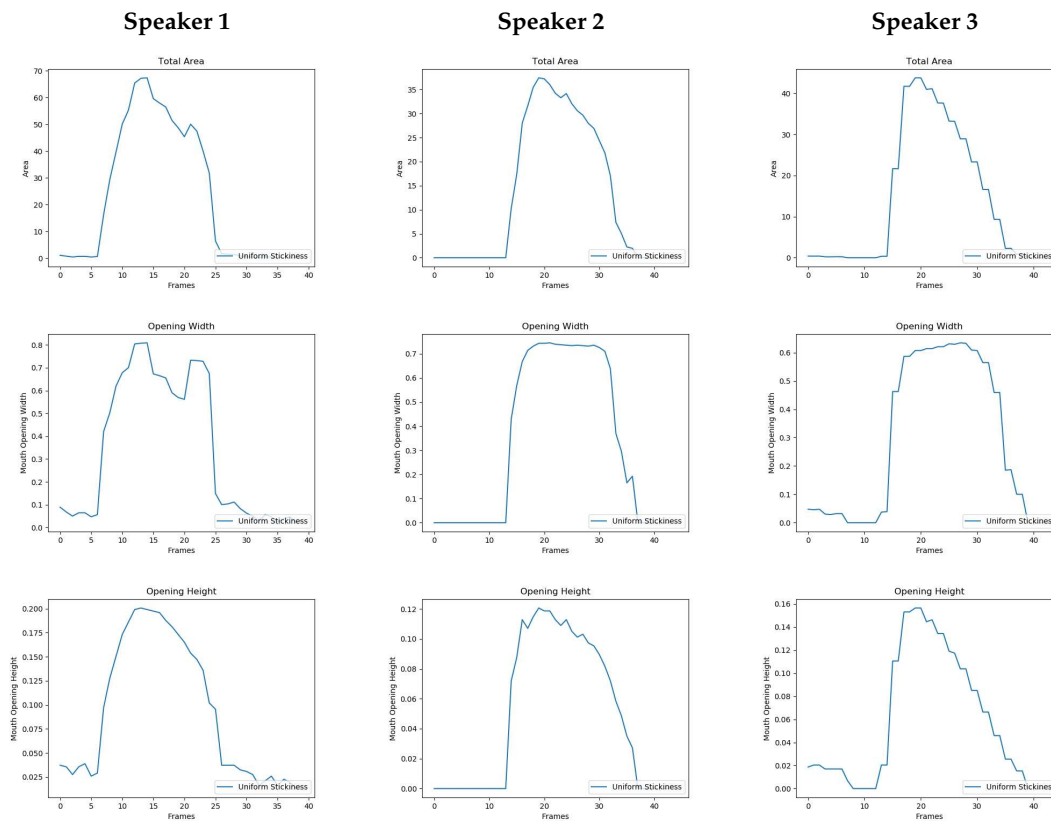 Speaker 1
Speaker 2
Speaker 3
Total Area
70
60
50
40
30
20
10
0
Area
0 5 10 15 20 25 30 35 40
Frames
Uniform Stickiness
Total Area
35
30
25
20
15
10
5
0
Area
0 10 20 30 40
Frames
Uniform Stickiness
Total Area
40
30
20
10
0
Area
0 10 20 30 40
Frames
Uniform Stickiness
Opening Width
0.8
0.7
0.6
0.5
0.4
0.3
0.2
0.1
0.0
Mouth Opening Width
0 5 10 15 20 25 30 35 40
Frames
Uniform Stickiness
Opening Width
0.7
0.6
0.5
0.4
0.3
0.2
0.1
0.0
Mouth Opening Width
0 10 20 30 40
Frames
Uniform Stickiness
Opening Width
0.6
0.5
0.4
0.3
0.2
0.1
0.0
Mouth Opening Width
0 10 20 30 40
Frames
Uniform Stickiness
Opening Height
0.200
0.175
0.150
0.125
0.100
0.075
0.050
0.025
Mouth Opening Height
0 5 10 15 20 25 30 35 40
Frames
Uniform Stickiness
Opening Height
0.12
0.10
0.08
0.06
0.04
0.02
0.00
Mouth Opening Height
0 10 20 30 40
Frames
Uniform Stickiness
Opening Height
0.16
0.14
0.12
0.10
0.08
0.06
0.04
0.02
0.00
Mouth Opening Height
0 10 20 30 40
Frames
Uniform Stickiness